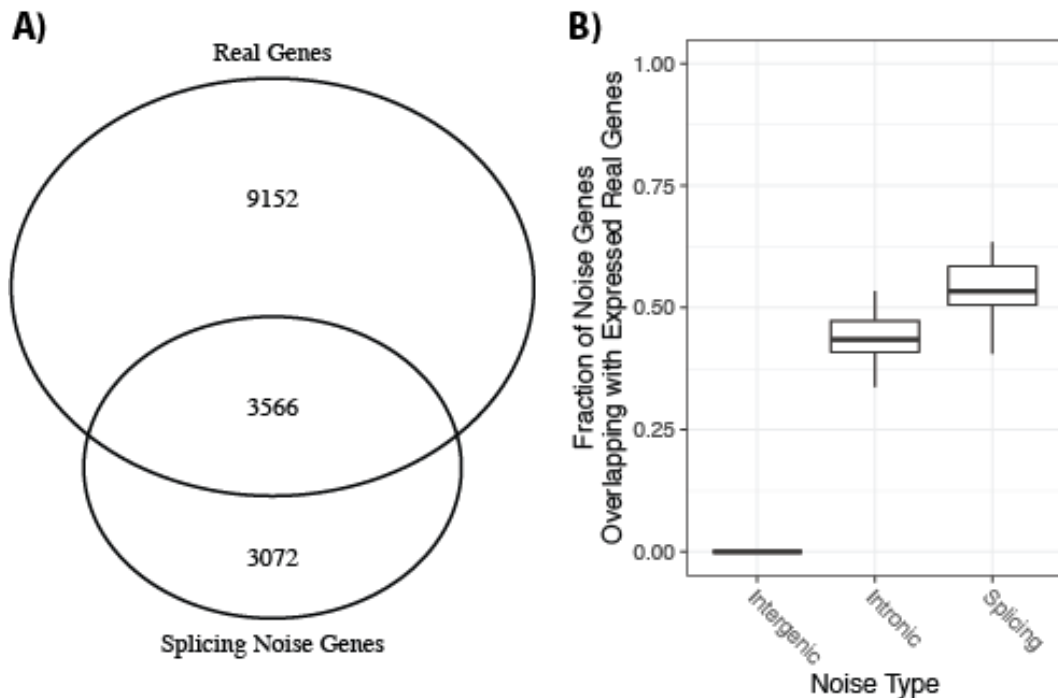 A)
Real Genes
9152
3566
3072
Splicing Noise Genes
B)
Fraction of Noise Genes
Overlapping with Expressed Real Genes
1.00
0.75
0.50
0.25
0.00
Intergenic
Intronic
Splicing
Noise Type